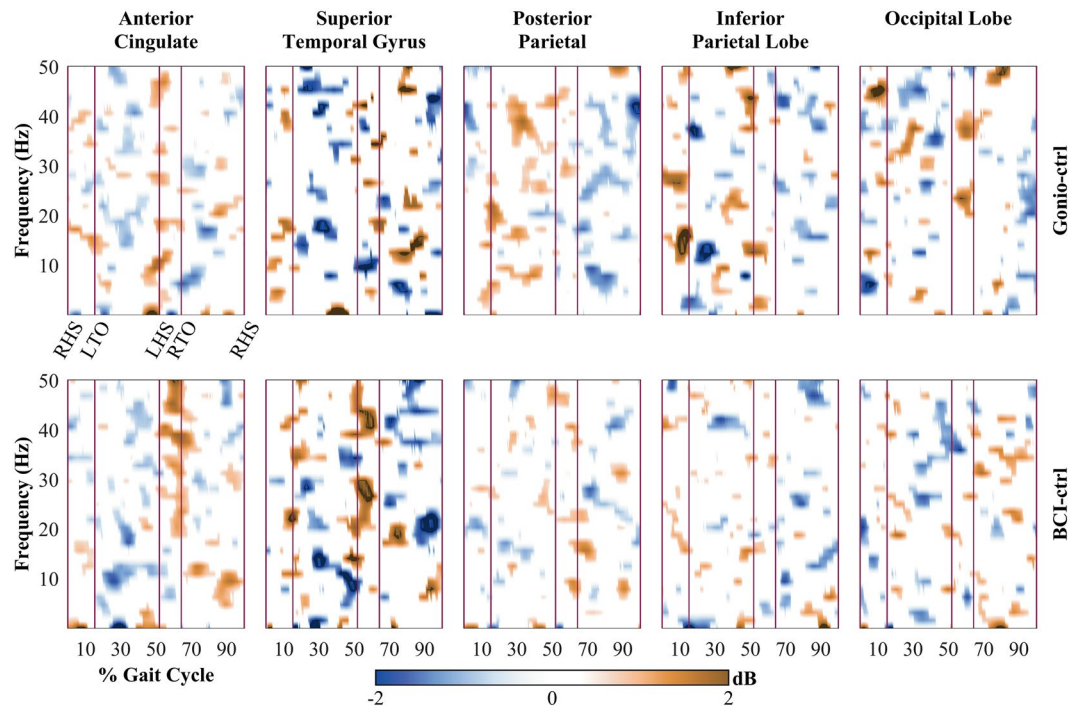 Anterior Cingulate
Superior Temporal Gyrus
Posterior Parietal
Inferior Parietal Lobe
Occipital Lobe
Frequency (Hz)
50
40
30
20
10
Gonio-ctrl
RHS
LTO
LHS
RTO
RHS
Frequency (Hz)
50
40
30
20
10
BCI-ctrl
10 30 50 70 90
10 30 50 70 90
10 30 50 70 90
10 30 50 70 90
10 30 50 70 90
% Gait Cycle
dB
-2 0 2